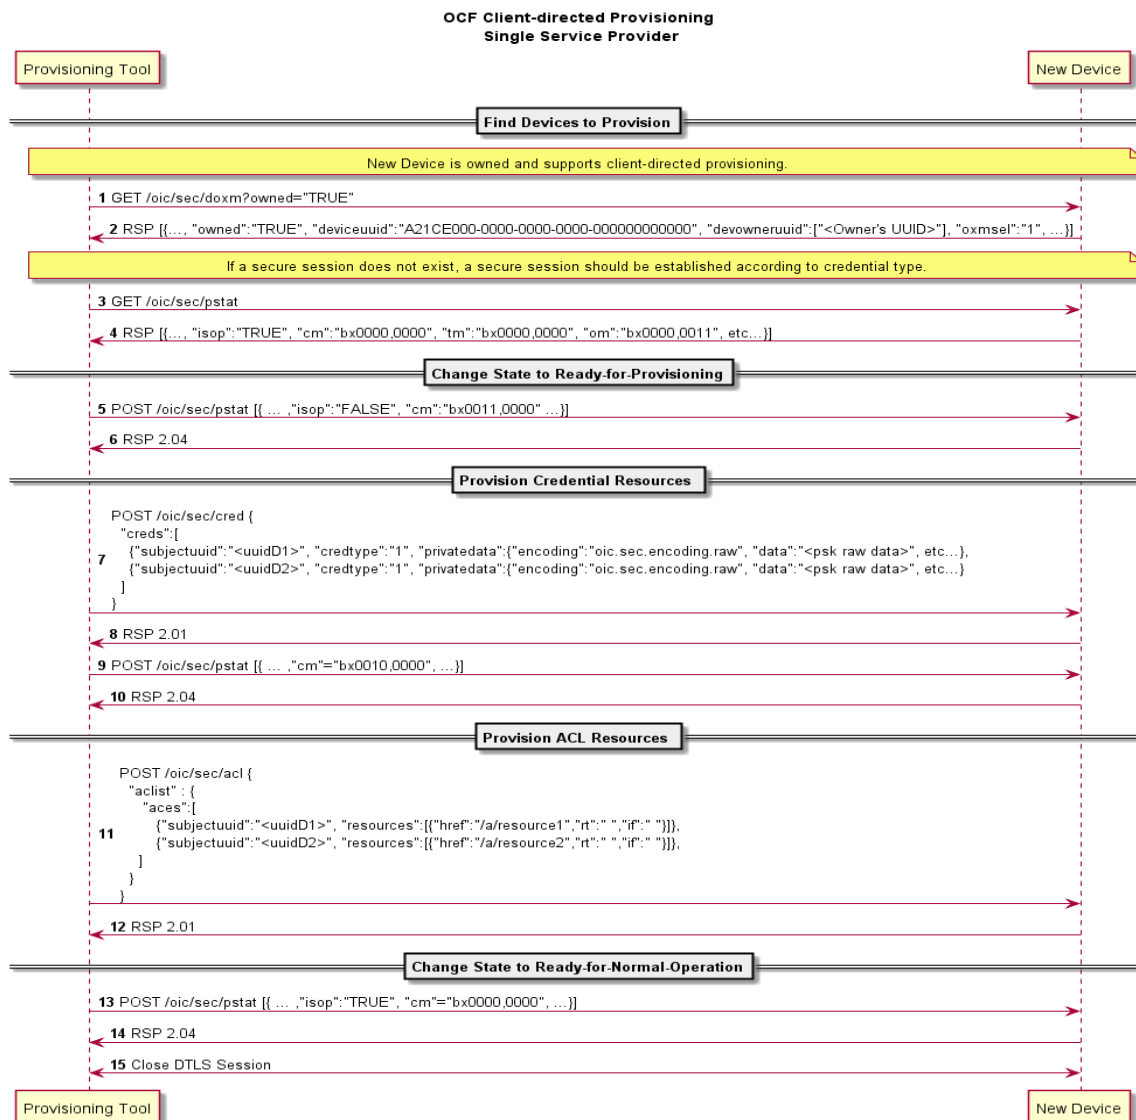 OCF Client-directed Provisioning
Single Service Provider
Provisioning Tool
New Device
Find Devices to Provision
New Device is owned and supports client-directed provisioning.
1 GET /oic/sec/doxm?owned="TRUE"
2 RSP [{..., "owned":"TRUE", "deviceuuid":"A21CE000-0000-0000-0000-000000000000", "devowneruuid":["<Owner's UUID>"], "oxmsel":"1", ...}]
If a secure session does not exist, a secure session should be established according to credential type.
3 GET /oic/sec/pstat
4 RSP [{..., "isop":"TRUE", "cm":"bx0000,0000", "tm":"bx0000,0000", "om":"bx0000,0011", etc...}]
Change State to Ready-for-Provisioning
5 POST /oic/sec/pstat [{ ... ,"isop":"FALSE", "cm":"bx0011,0000" ...}]
6 RSP 2.04
Provision Credential Resources
POST /oic/sec/cred {
"creds":[
{"subjectuuid":"<uuidD1>", "credtype":"1", "privatedata":{"encoding":"oic.sec.encoding.raw", "data":"<psk raw data>", etc...},
7
{"subjectuuid":"<uuidD2>", "credtype":"1", "privatedata":{"encoding":"oic.sec.encoding.raw", "data":"<psk raw data>", etc...}
]
}
8 RSP 2.01
9 POST /oic/sec/pstat [{ ... ,"cm"="bx0010,0000", ...}]
10 RSP 2.04
Provision ACL Resources
POST /oic/sec/acl {
"aclist" : {
"aces":[
{"subjectuuid":"<uuidD1>", "resources":[{"href":"/a/resource1","rt":" ","if":" "}]},
11
{"subjectuuid":"<uuidD2>", "resources":[{"href":"/a/resource2","rt":" ","if":" "}]},
]
}
}
12 RSP 2.01
Change State to Ready-for-Normal-Operation
13 POST /oic/sec/pstat [{ ... ,"isop":"TRUE", "cm"="bx0000,0000", ...}]
14 RSP 2.04
15 Close DTLS Session
Provisioning Tool
New Device